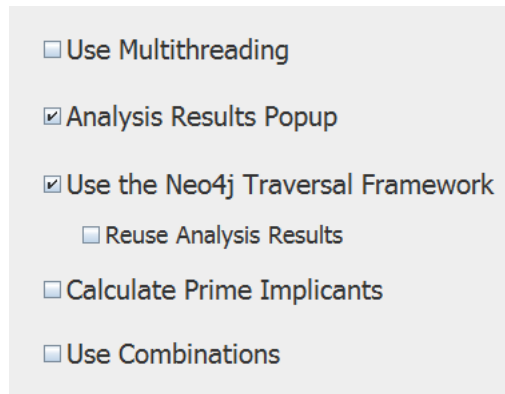 Use Multithreading
Analysis Results Popup
Use the Neo4j Traversal Framework
Reuse Analysis Results
Calculate Prime Implicants
Use Combinations